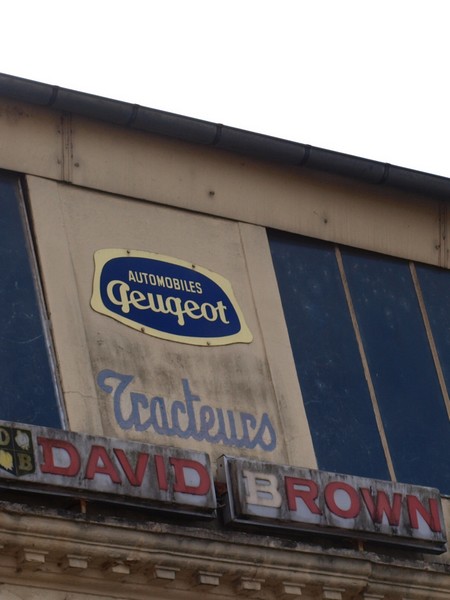 AUTOMOBILES
Peugeot
Tracteurs
D
B
DAVID BROWN